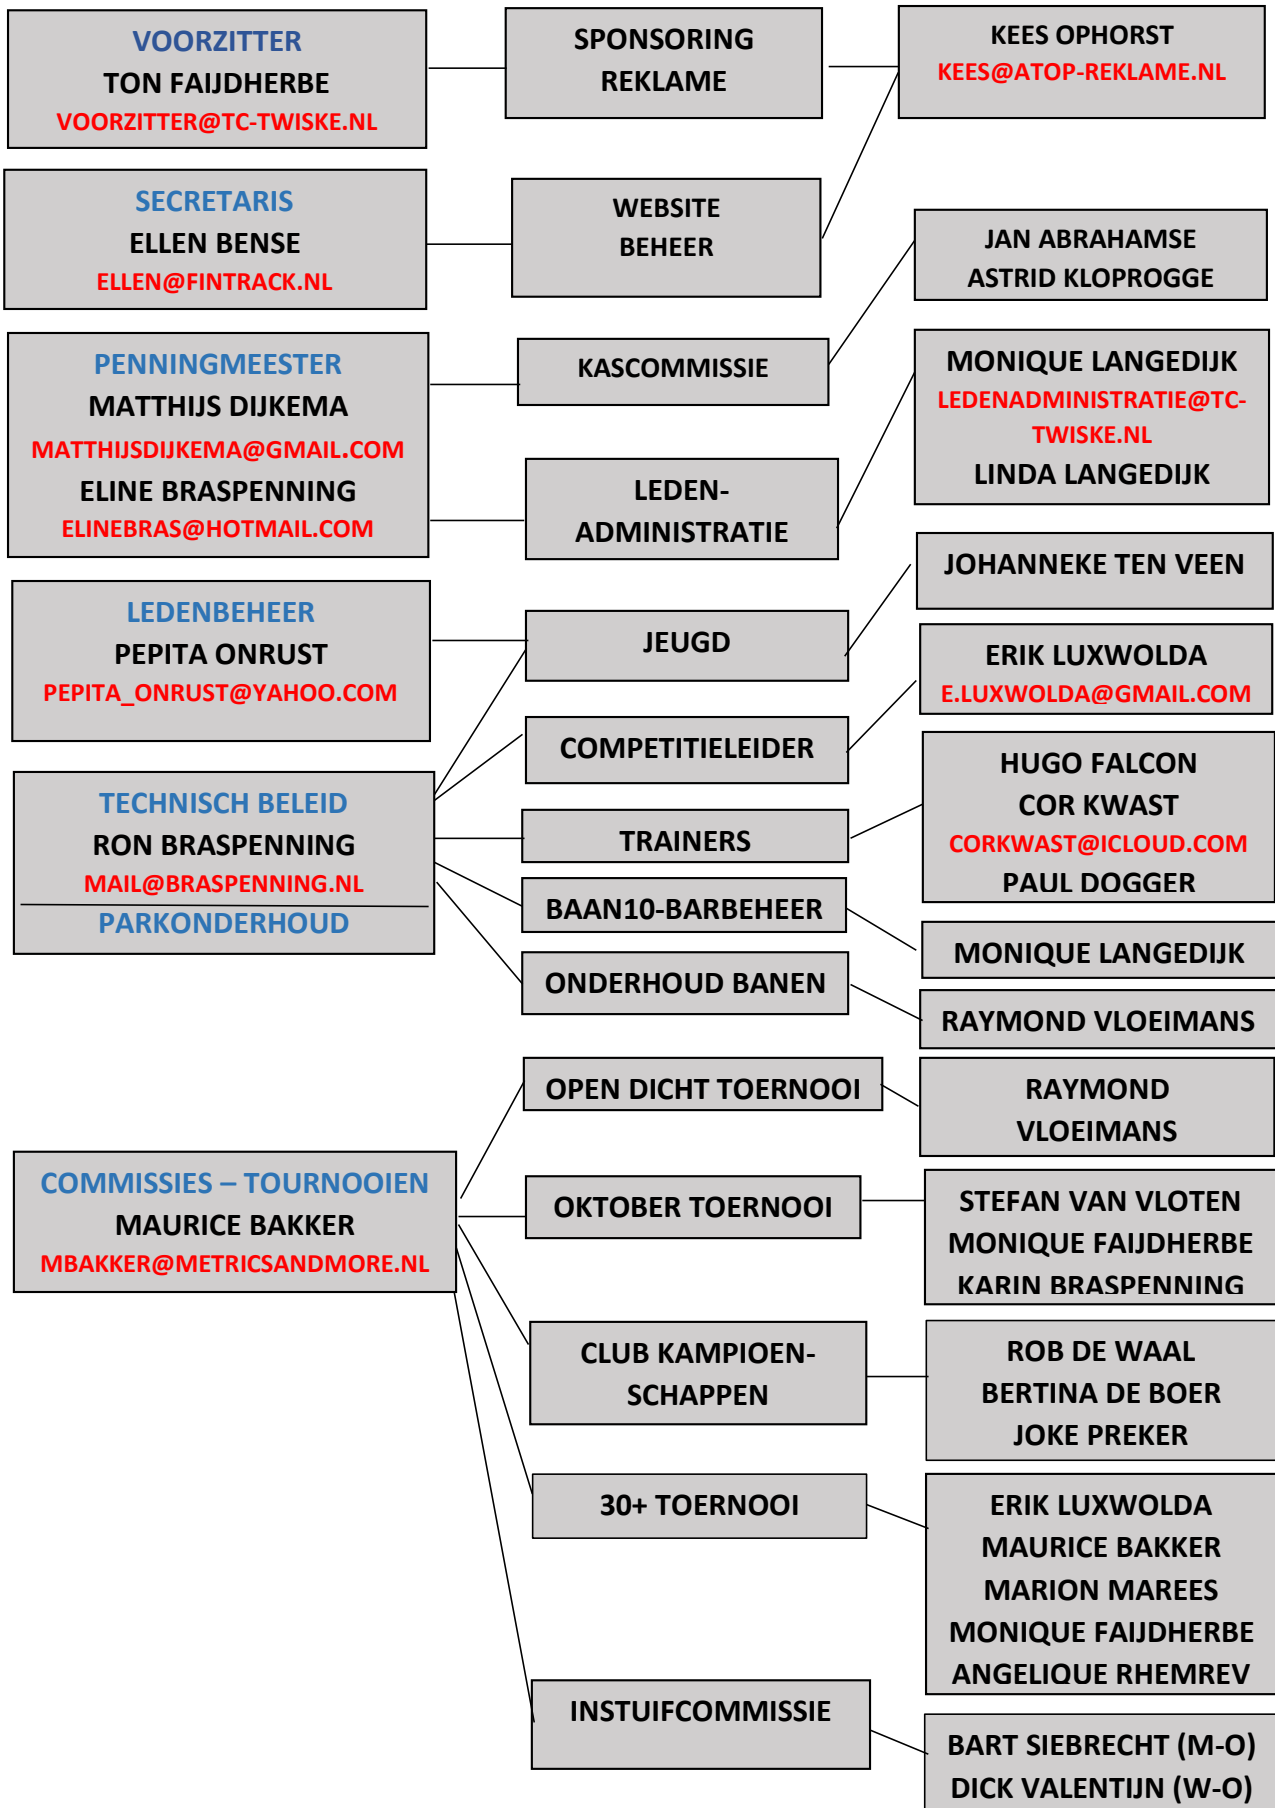 VOORZITTER
TON FAIJDHERBE
VOORZITTER@TC-TWISKE.NL
SPONSORING
REKLAME
KEES OPHORST
KEES@ATOP-REKLAME.NL
SECRETARIS
ELLEN BENSE
ELLEN@FINTRACK.NL
WEBSITE
BEHEER
JAN ABRAHAMSE
ASTRID KLOPROGGE
PENNINGMEESTER
MATTHIJS DIJKEMA
MATTHIJSDIJKEMA@GMAIL.COM
ELINE BRASPENNING
ELINEBRAS@HOTMAIL.COM
KASCOMMISSIE
LEDEN-
ADMINISTRATIE
MONIQUE LANGEDIJK
LEDENADMINISTRATIE@TC-
TWISKE.NL
LINDA LANGEDIJK
LEDENBEHEER
PEPITA ONRUST
PEPITA_ONRUST@YAHOO.COM
JEUGD
JOHANNEKE TEN VEEN
COMPETITIELEIDER
ERIK LUXWOLDA
E.LUXWOLDA@GMAIL.COM
TECHNISCH BELEID
RON BRASPENNING
MAIL@BRASPENNING.NL
PARKONDERHOUD
TRAINERS
HUGO FALCON
COR KWAST
CORKWAST@ICLOUD.COM
PAUL DOGGER
BAAN10-BARBEHEER
MONIQUE LANGEDIJK
ONDERHOUD BANEN
RAYMOND VLOEIMANS
OPEN DICHT TOERNOOI
RAYMOND
VLOEIMANS
COMMISSIES – TOURNOOIEN
MAURICE BAKKER
MBAKKER@METRICSANDMORE.NL
OKTOBER TOERNOOI
STEFAN VAN VLOTEN
MONIQUE FAIJDHERBE
KARIN BRASPENNING
CLUB KAMPIOEN-
SCHAPPEN
ROB DE WAAL
BERTINA DE BOER
JOKE PREKER
30+ TOERNOOI
ERIK LUXWOLDA
MAURICE BAKKER
MARION MAREES
MONIQUE FAIJDHERBE
ANGELIQUE RHEMREV
INSTUIFCOMMISSIE
BART SIEBRECHT (M-O)
DICK VALENTIJN (W-O)